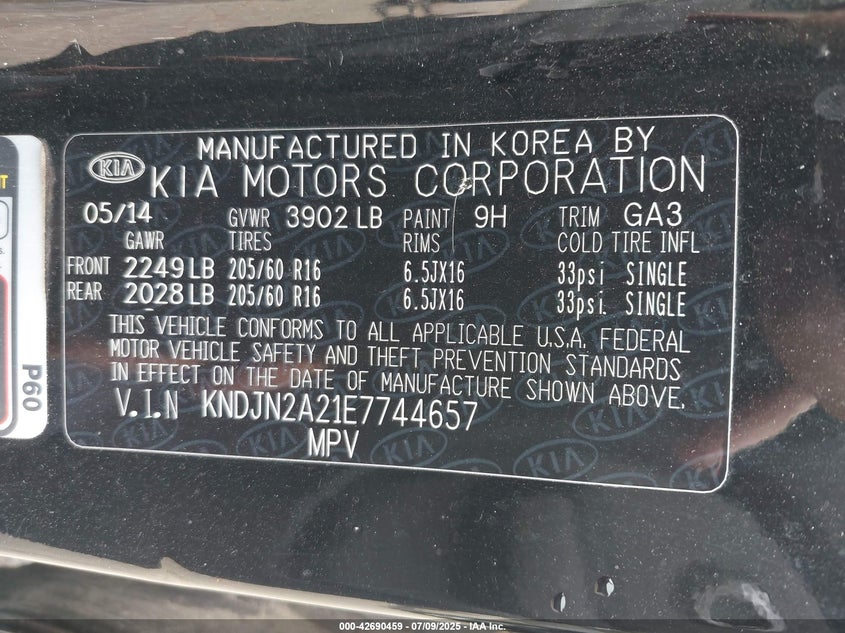 MANUFACTURED IN KOREA BY
KIA KIA MOTORS CORPORATION
05/14 GVWR 3902 LB PAINT 9H TRIM GA3
GAWR TIRES RIMS COLD TIRE INFL
FRONT 2249 LB 205/60 R16 6.5JX16 33psi SINGLE
REAR 2028 LB 205/60 R16 6.5JX16 33psi. SINGLE
THIS VEHICLE CONFORMS TO ALL APPLICABLE U.S.A. FEDERAL
MOTOR VEHICLE SAFETY AND THEFT PREVENTION STANDARDS
IN EFFECT ON THE DATE OF MANUFACTURE SHOWN ABOVE.
V.I.N KNDJN2A21E7744657
MPV
P60
000-42690459 - 07/09/2025 - IAA Inc.